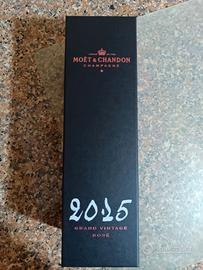 MOËT & CHANDON
CHAMPAGNE
2015
GRAND VINTAGE
ROSÉ